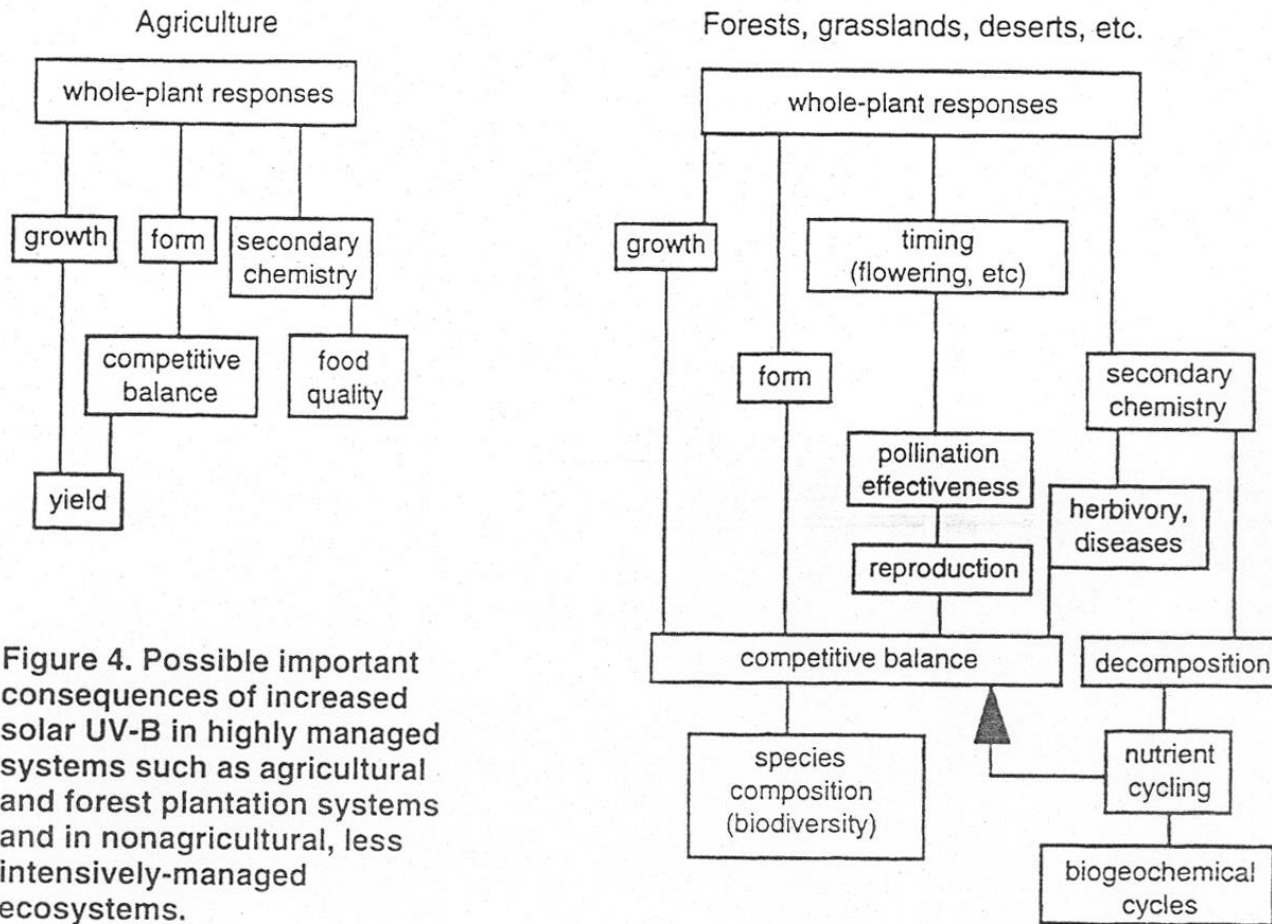 Agriculture
whole-plant responses
growth
form
secondary
chemistry
competitive
balance
food
quality
yield
Forests, grasslands, deserts, etc.
whole-plant responses
growth
timing
(flowering, etc)
form
secondary
chemistry
pollination
effectiveness
herbivory,
diseases
reproduction
competitive balance
decomposition
species
composition
(biodiversity)
nutrient
cycling
biogeochemical
cycles
Figure 4. Possible important
consequences of increased
solar UV-B in highly managed
systems such as agricultural
and forest plantation systems
and in nonagricultural, less
intensively-managed
ecosystems.